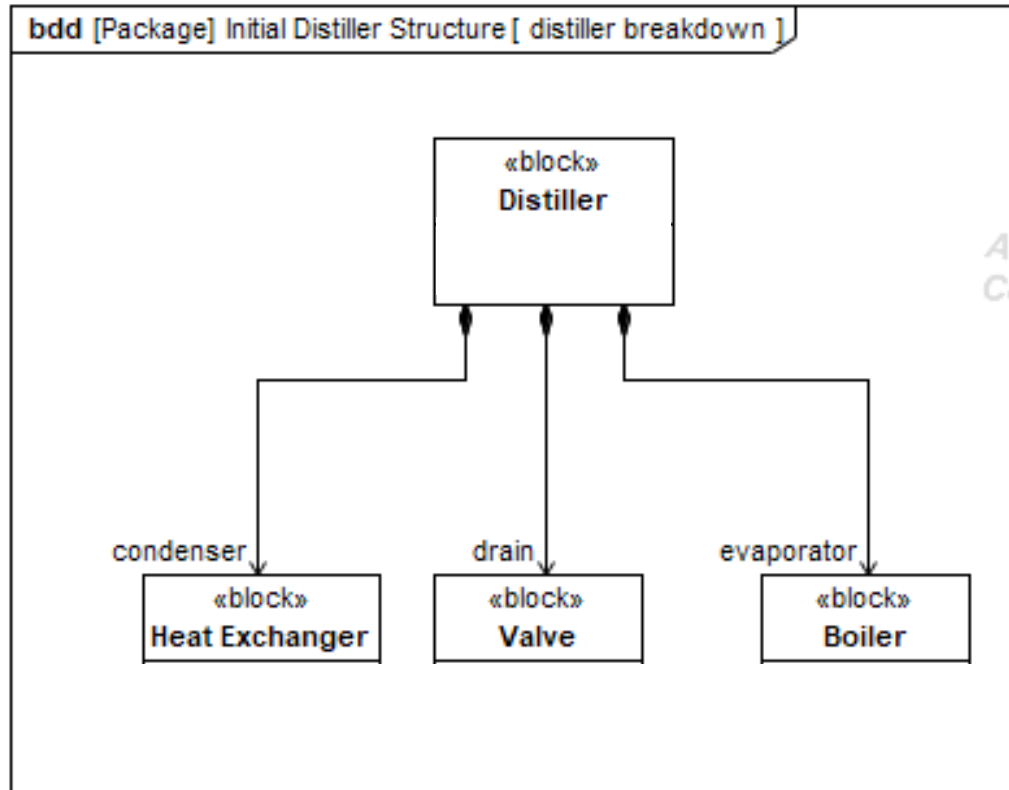 bdd [Package] Initial Distiller Structure [ distiller breakdown ]
«block»
Distiller
condenser
drain
evaporator
«block»
Heat Exchanger
«block»
Valve
«block»
Boiler